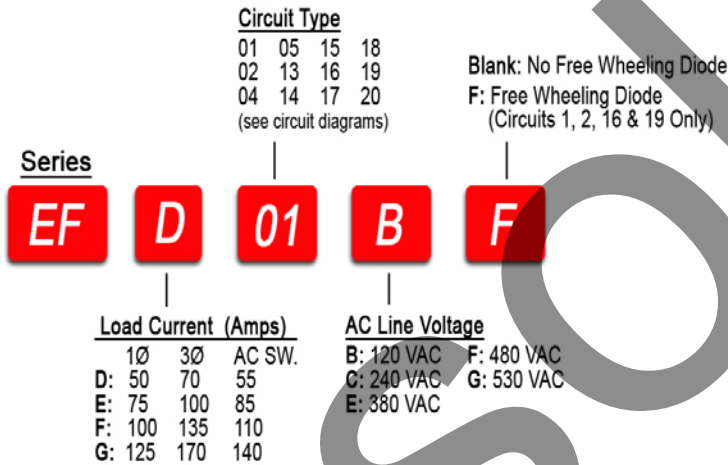 Circuit Type
01 05 15 18
02 13 16 19
04 14 17 20
(see circuit diagrams)
Blank: No Free Wheeling Diode
F: Free Wheeling Diode
(Circuits 1, 2, 16 & 19 Only)
Series
EF D 01 B F
Load Current (Amps)
1Ø 3Ø AC SW.
D: 50 70 55
E: 75 100 85
F: 100 135 110
G: 125 170 140
AC Line Voltage
B: 120 VAC F: 480 VAC
C: 240 VAC G: 530 VAC
E: 380 VAC